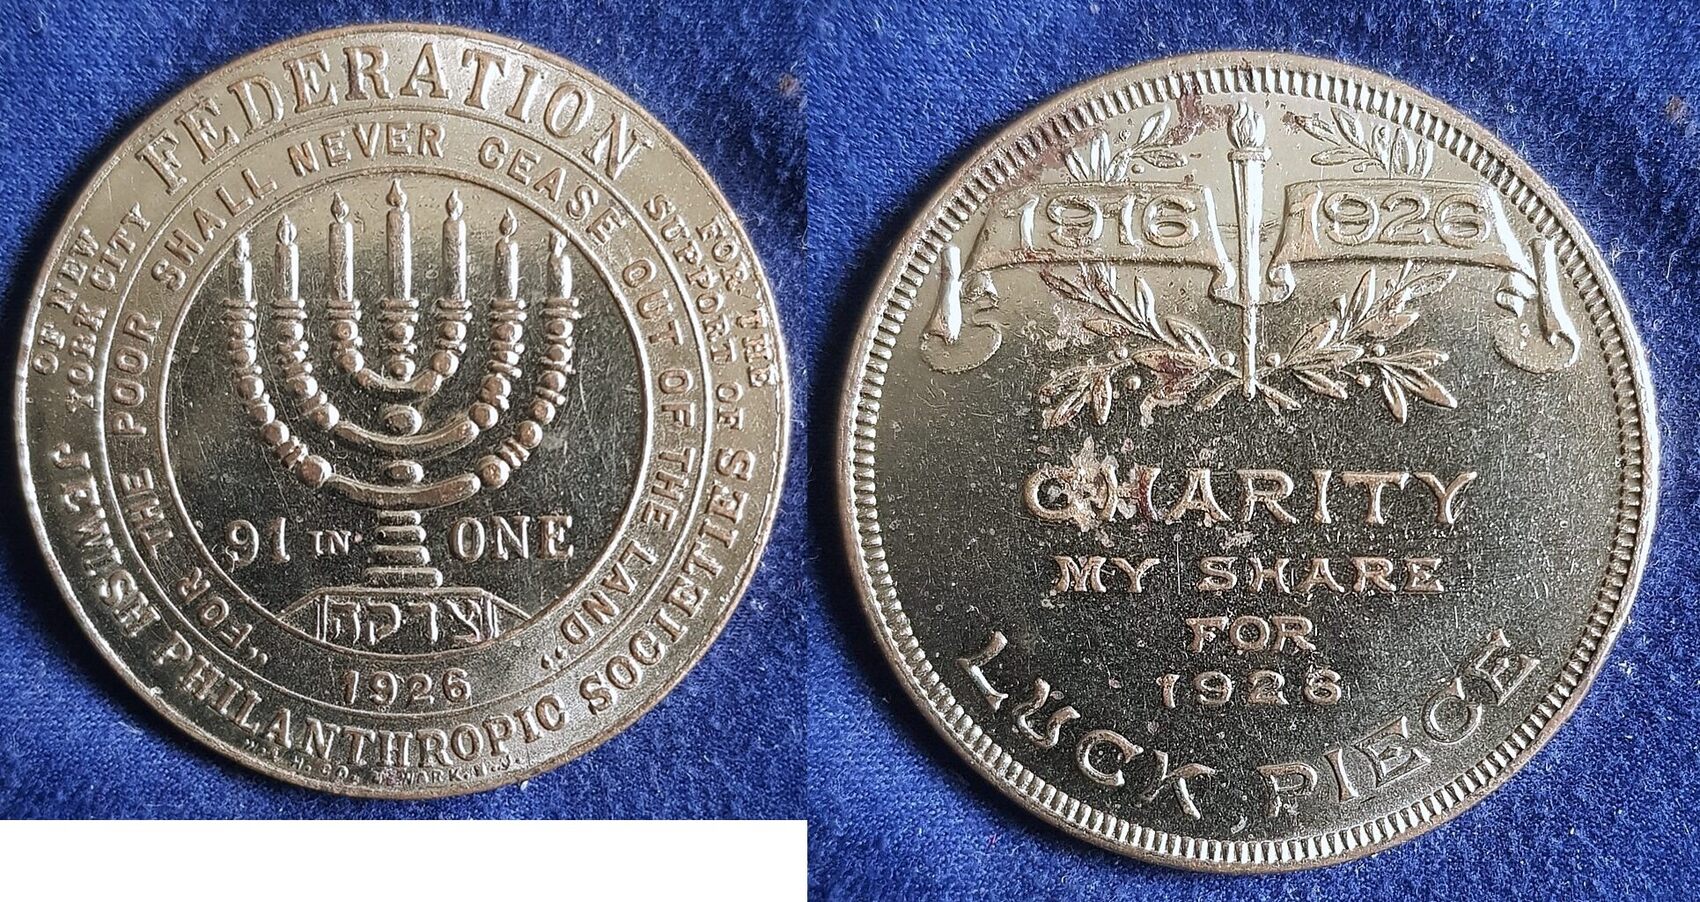 FEDERATION
FOR THE
SUPPORT OF
JEWISH PHILANTHROPIC SOCIETIES
OF NEW
YORK CITY
"FOR THE POOR SHALL NEVER CEASE OUT OF THE LAND"
91 IN ONE
צדקה
1926
1916 1926
CHARITY
MY SHARE
FOR
1926
LUCK PIECE